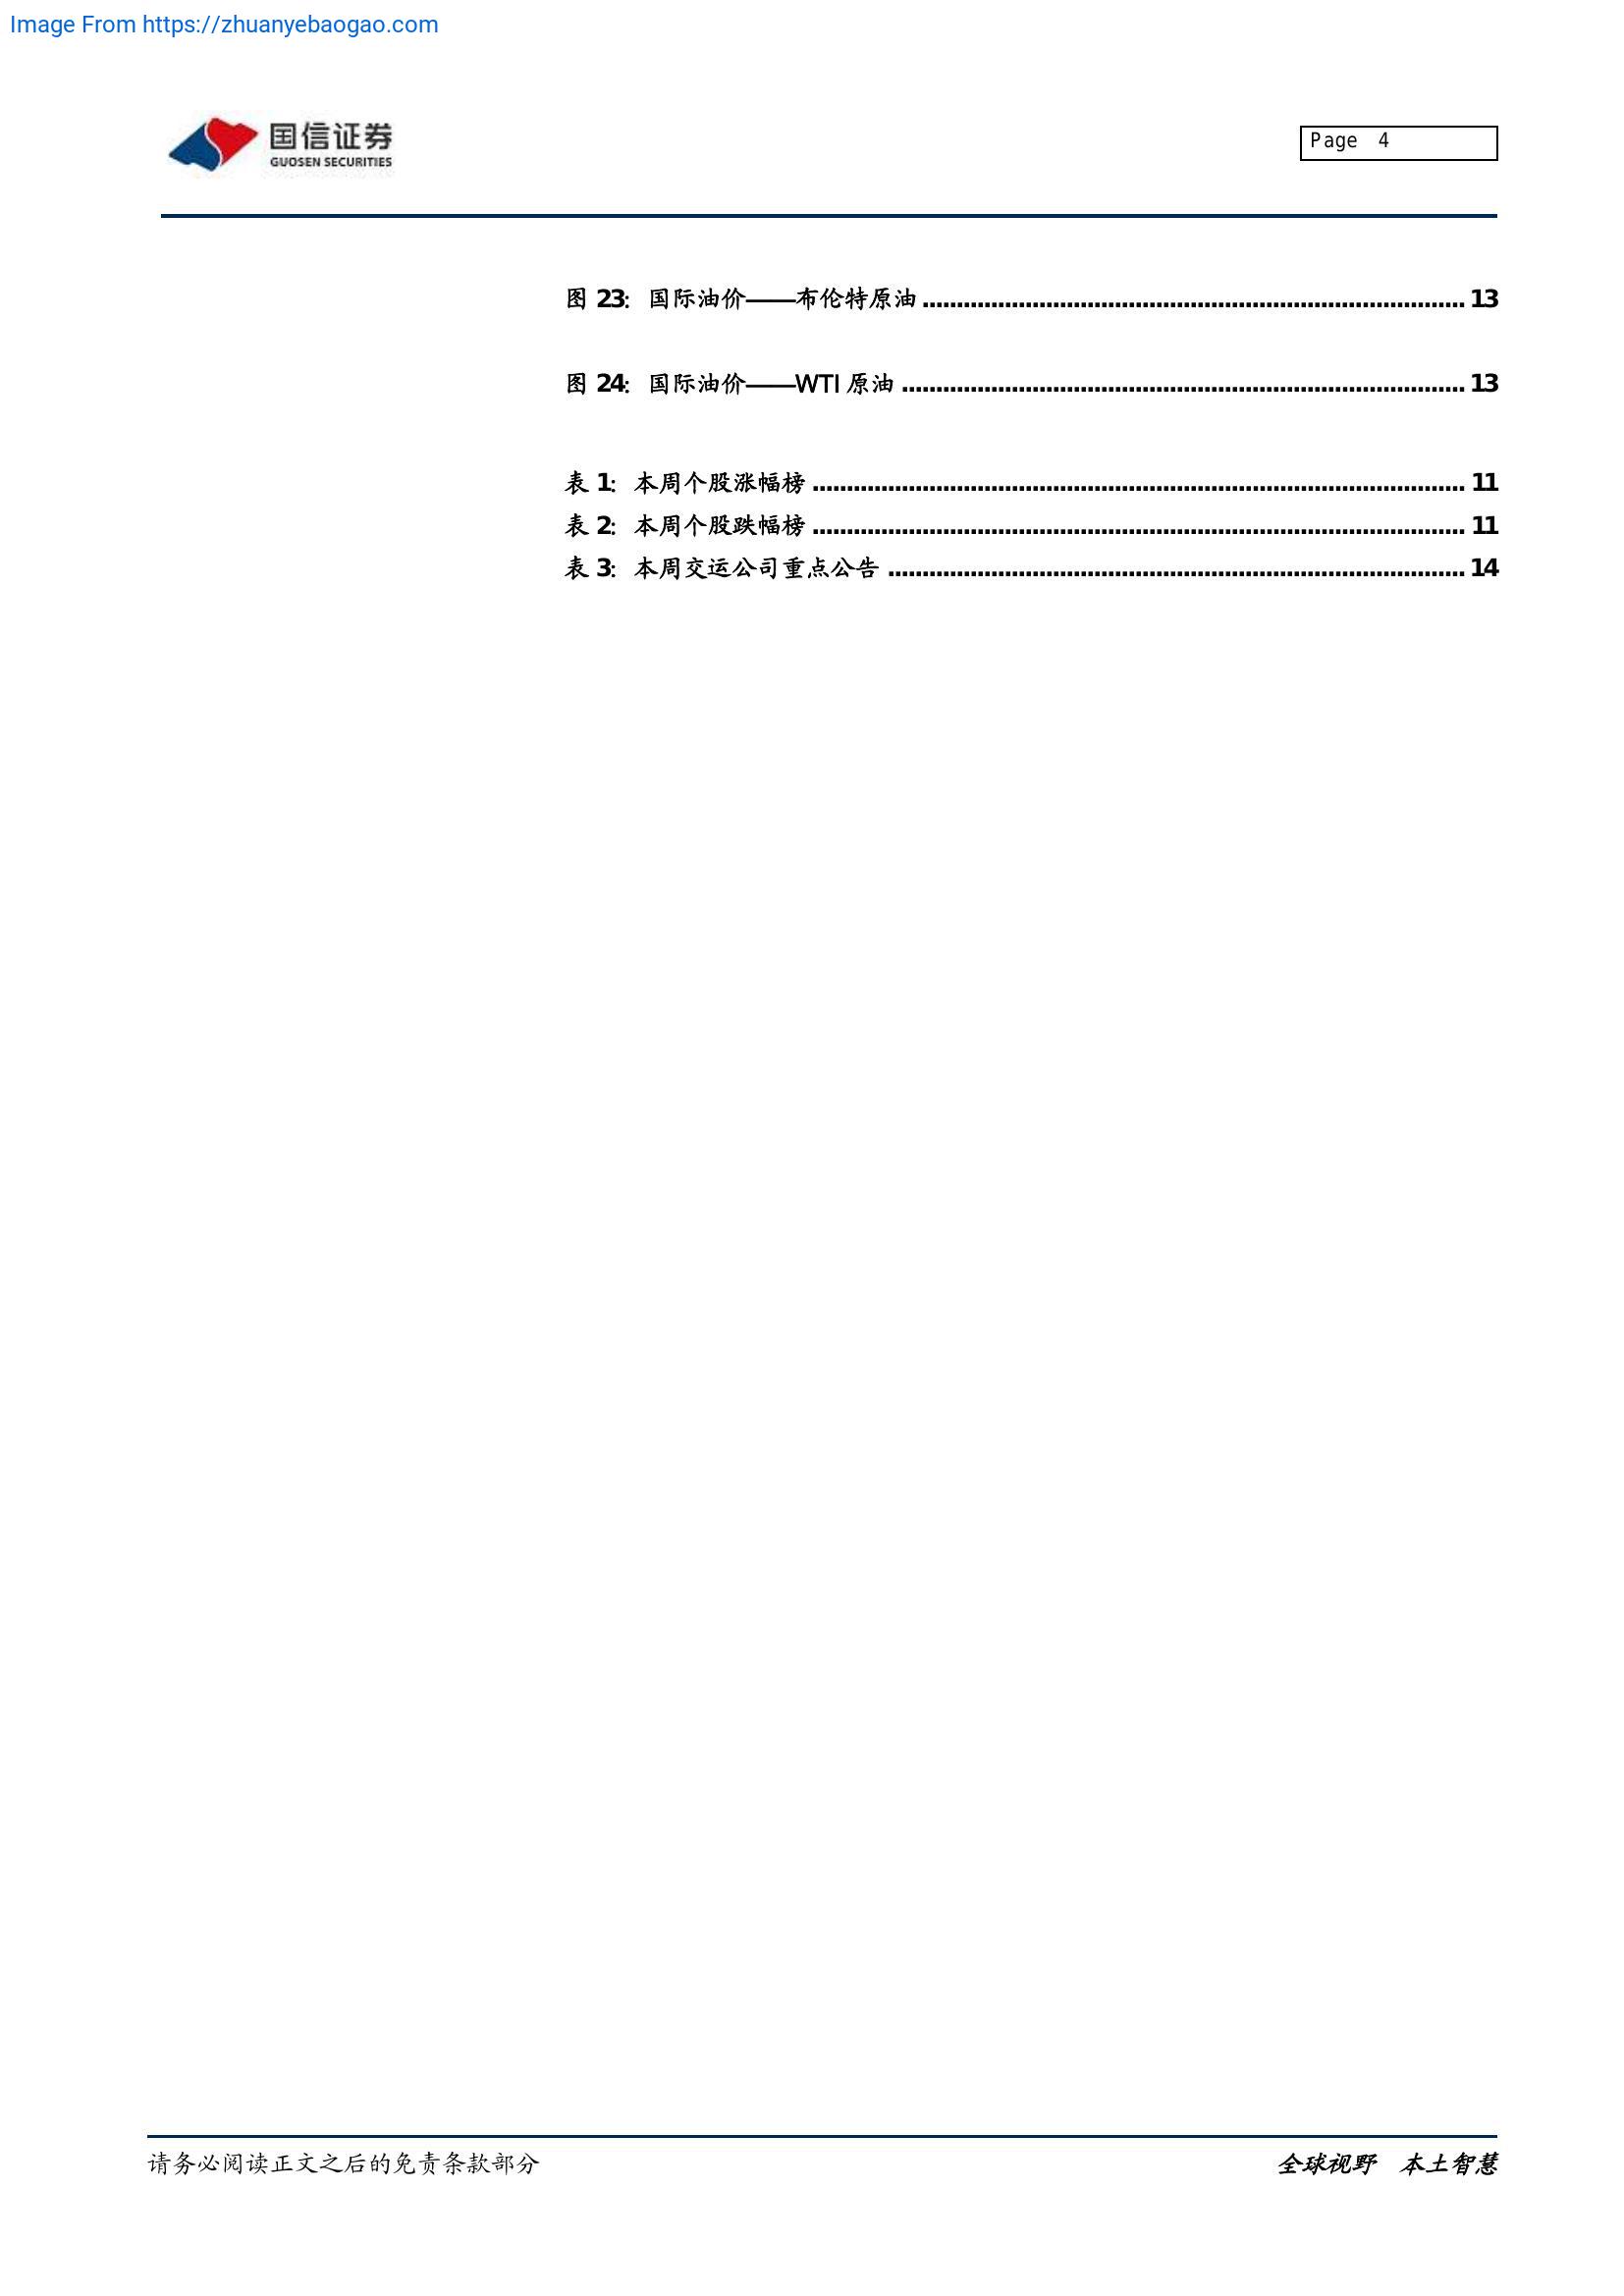 Image From https://zhuanyebaogao.com
国信证券
GUOSEN SECURITIES
Page 4
图 23: 国际油价——布伦特原油 ........................................ 13
图 24: 国际油价——WTI 原油 ........................................ 13
表 1: 本周个股涨幅榜 ........................................ 11
表 2: 本周个股跌幅榜 ........................................ 11
表 3: 本周交运公司重点公告 ........................................ 14
请务必阅读正文之后的免责条款部分
全球视野 本土智慧